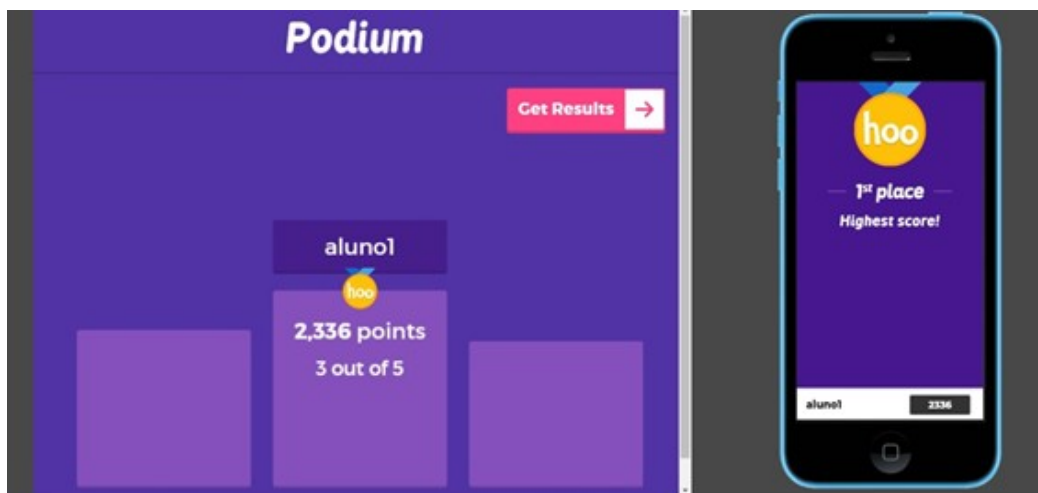 Podium
Get Results
aluno1
hoo
2,336 points
3 out of 5
hoo
1st place
Highest score!
aluno1 2336